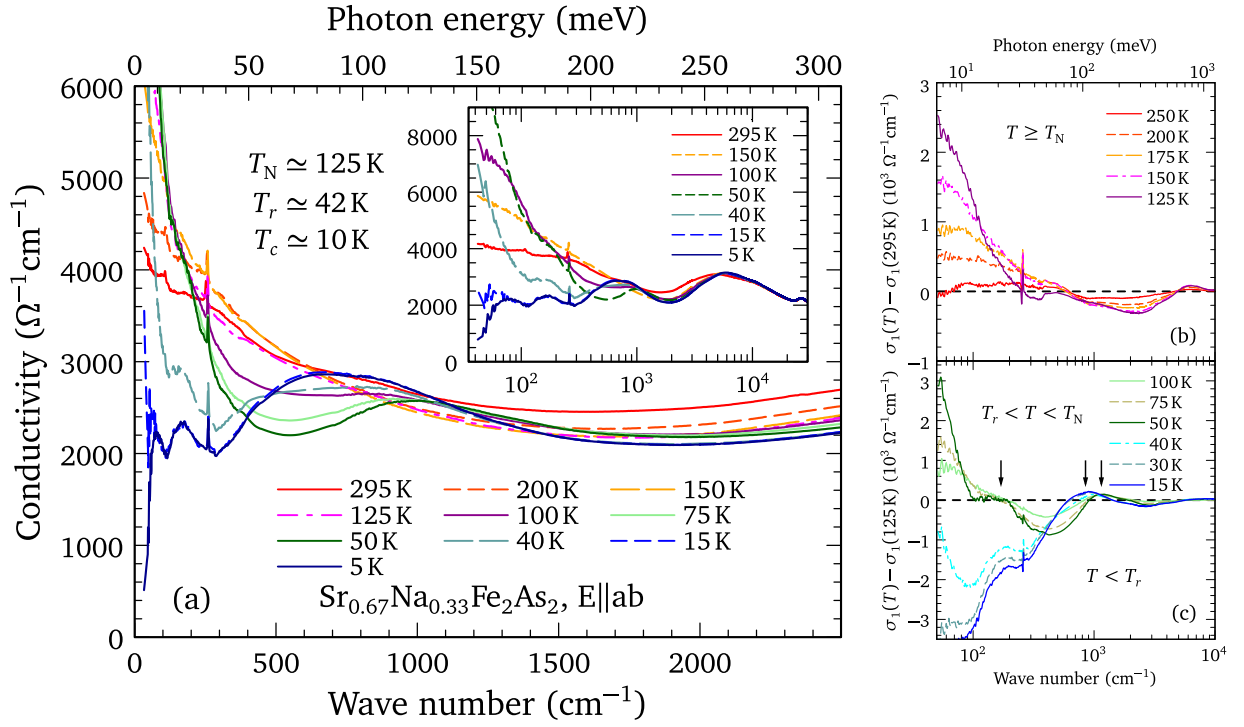 Photon energy (meV)
0 50 100 150 200 250 300
6000
5000
4000
3000
2000
1000
0
Conductivity (Ω⁻¹cm⁻¹)
T_N ≃ 125 K
T_r ≃ 42 K
T_c ≃ 10 K
8000
6000
4000
2000
0
10² 10³ 10⁴
295 K
150 K
100 K
50 K
40 K
15 K
5 K
295 K 200 K 150 K
125 K 100 K 75 K
50 K 40 K 15 K
5 K
(a) Sr₀.₆₇Na₀.₃₃Fe₂As₂, E∥ab
0 500 1000 1500 2000
Wave number (cm⁻¹)
Photon energy (meV)
10¹ 10² 10³
σ₁(T) − σ₁(295K) (10³ Ω⁻¹cm⁻¹)
3
2
1
0
−1
T ≥ T_N
250 K
200 K
175 K
150 K
125 K
(b)
σ₁(T) − σ₁(125K) (10³ Ω⁻¹cm⁻¹)
3
2
1
0
−1
−2
−3
T_r < T < T_N
100 K
75 K
50 K
40 K
30 K
15 K
T < T_r
(c)
10² 10³ 10⁴
Wave number (cm⁻¹)